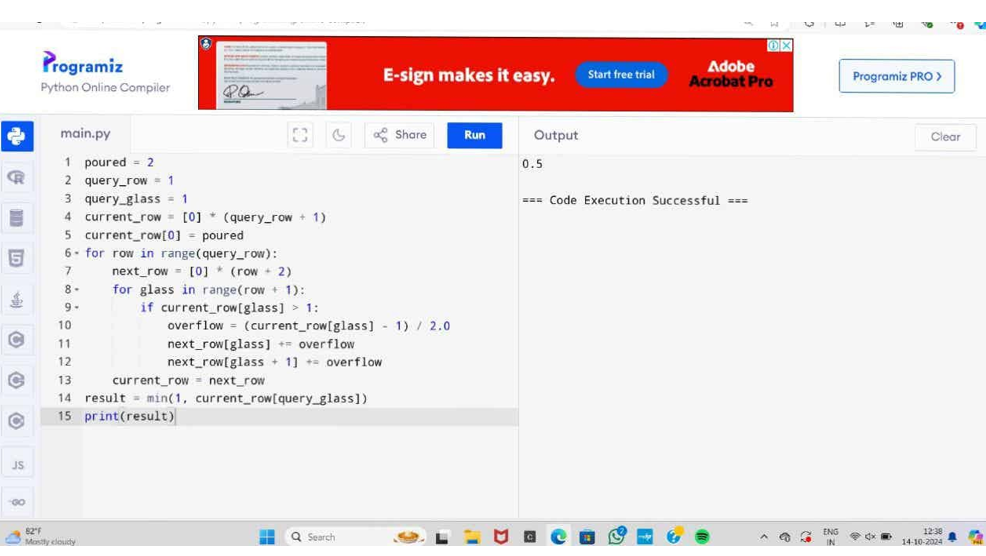 Programiz
Python Online Compiler
E-sign makes it easy.
Start free trial
Adobe
Acrobat Pro
Programiz PRO >
main.py
Share
Run
Output
Clear
1 poured = 2
2 query_row = 1
3 query_glass = 1
4 current_row = [0] * (query_row + 1)
5 current_row[0] = poured
6 for row in range(query_row):
7 next_row = [0] * (row + 2)
8 for glass in range(row + 1):
9 if current_row[glass] > 1:
10 overflow = (current_row[glass] - 1) / 2.0
11 next_row[glass] += overflow
12 next_row[glass + 1] += overflow
13 current_row = next_row
14 result = min(1, current_row[query_glass])
15 print(result)
0.5
=== Code Execution Successful ===
JS
GO
82°F
Mostly cloudy
Search
2
ENG
IN
12:38
14-10-2024